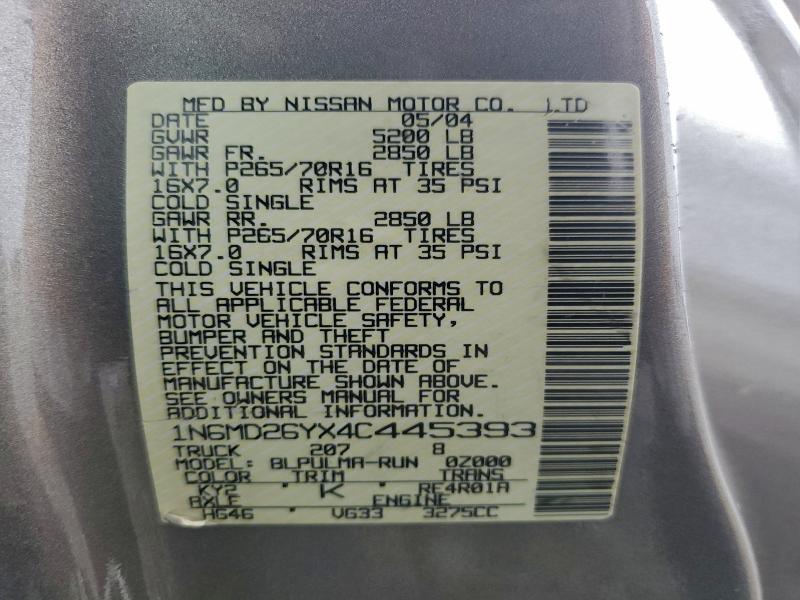 MFD BY NISSAN MOTOR CO. LTD
DATE 05/04
GVWR 5200 LB
GAWR FR. 2850 LB
WITH P265/70R16 TIRES
16X7.0 RIMS AT 35 PSI
COLD SINGLE
GAWR RR. 2850 LB
WITH P265/70R16 TIRES
16X7.0 RIMS AT 35 PSI
COLD SINGLE
THIS VEHICLE CONFORMS TO
ALL APPLICABLE FEDERAL
MOTOR VEHICLE SAFETY,
BUMPER AND THEFT
PREVENTION STANDARDS IN
EFFECT ON THE DATE OF
MANUFACTURE SHOWN ABOVE.
SEE OWNERS MANUAL FOR
ADDITIONAL INFORMATION
1N6MD26YX4C445393
TRUCK 207 8
MODEL: BLPULMA-RUN 0Z000
COLOR TRIM TRANS
KY2 * K RE4R01A
AXLE ENGINE
HG46 * VG33 3275CC